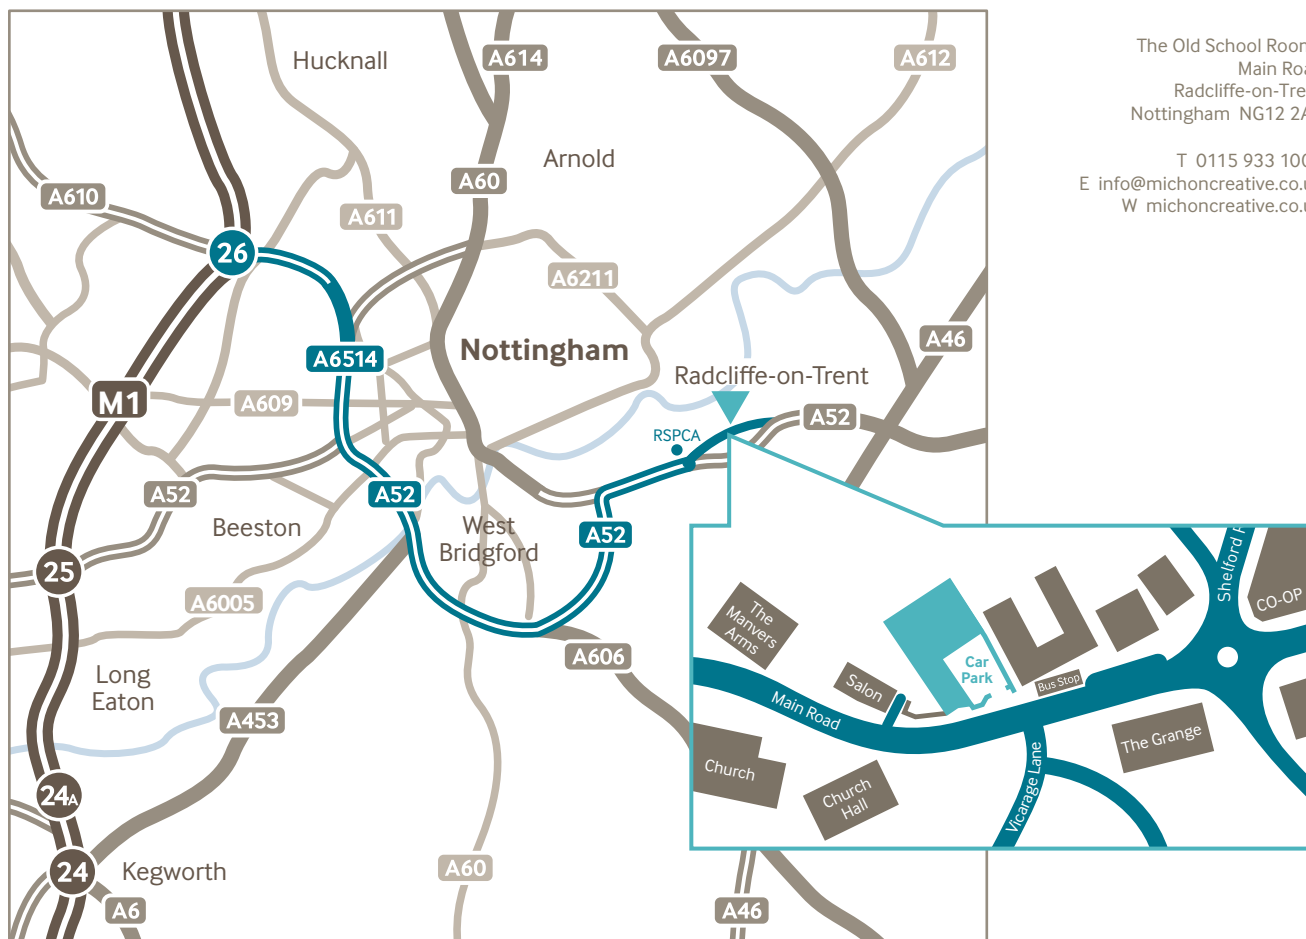 Hucknall
A614
A6097
A612
The Old School Room
Main Roa
Radcliffe-on-Tre
Nottingham NG12 2A
T 0115 933 100
E info@michoncreative.co.u
W michoncreative.co.u
Arnold
A610
A60
A611
26
A6211
A6514
Nottingham
A46
Radcliffe-on-Trent
M1
A609
A52
RSPCA
A52
A52
Beeston
West
Bridgford
A52
25
A6005
A606
Long
Eaton
A453
24A
24
Kegworth
A6
A60
A46
Shelford
CO-OP
The
Manvers
Arms
Car
Park
Salon
Bus Stop
Main Road
The Grange
Church
Church
Hall
Vicarage Lane